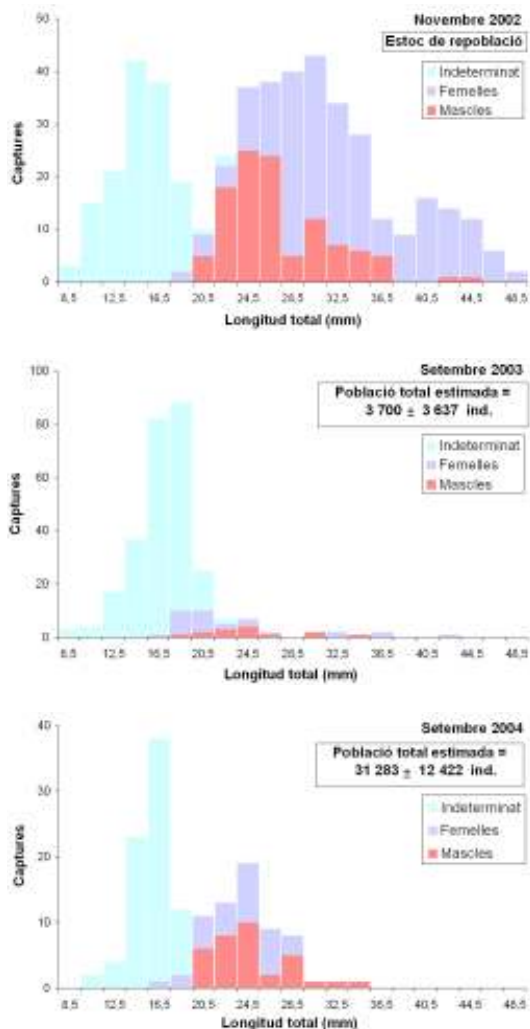 Novembre 2002
Estoc de repoblació
Indeterminat
Femelles
Mascles
Captures
50
40
30
20
10
0
8,5 12,5 16,5 20,5 24,5 28,5 32,5 36,5 40,5 44,5 48,5
Longitud total (mm)
Setembre 2003
Població total estimada =
3 700 ± 3 637 ind.
Indeterminat
Femelles
Mascles
Captures
100
80
60
40
20
0
8,5 12,5 16,5 20,5 24,5 28,5 32,5 36,5 40,5 44,5 48,5
Longitud total (mm)
Setembre 2004
Població total estimada =
31 283 ± 12 422 ind.
Indeterminat
Femelles
Mascles
Captures
40
30
20
10
0
8,5 12,5 16,5 20,5 24,5 28,5 32,5 36,5 40,5 44,5 48,5
Longitud total (mm)